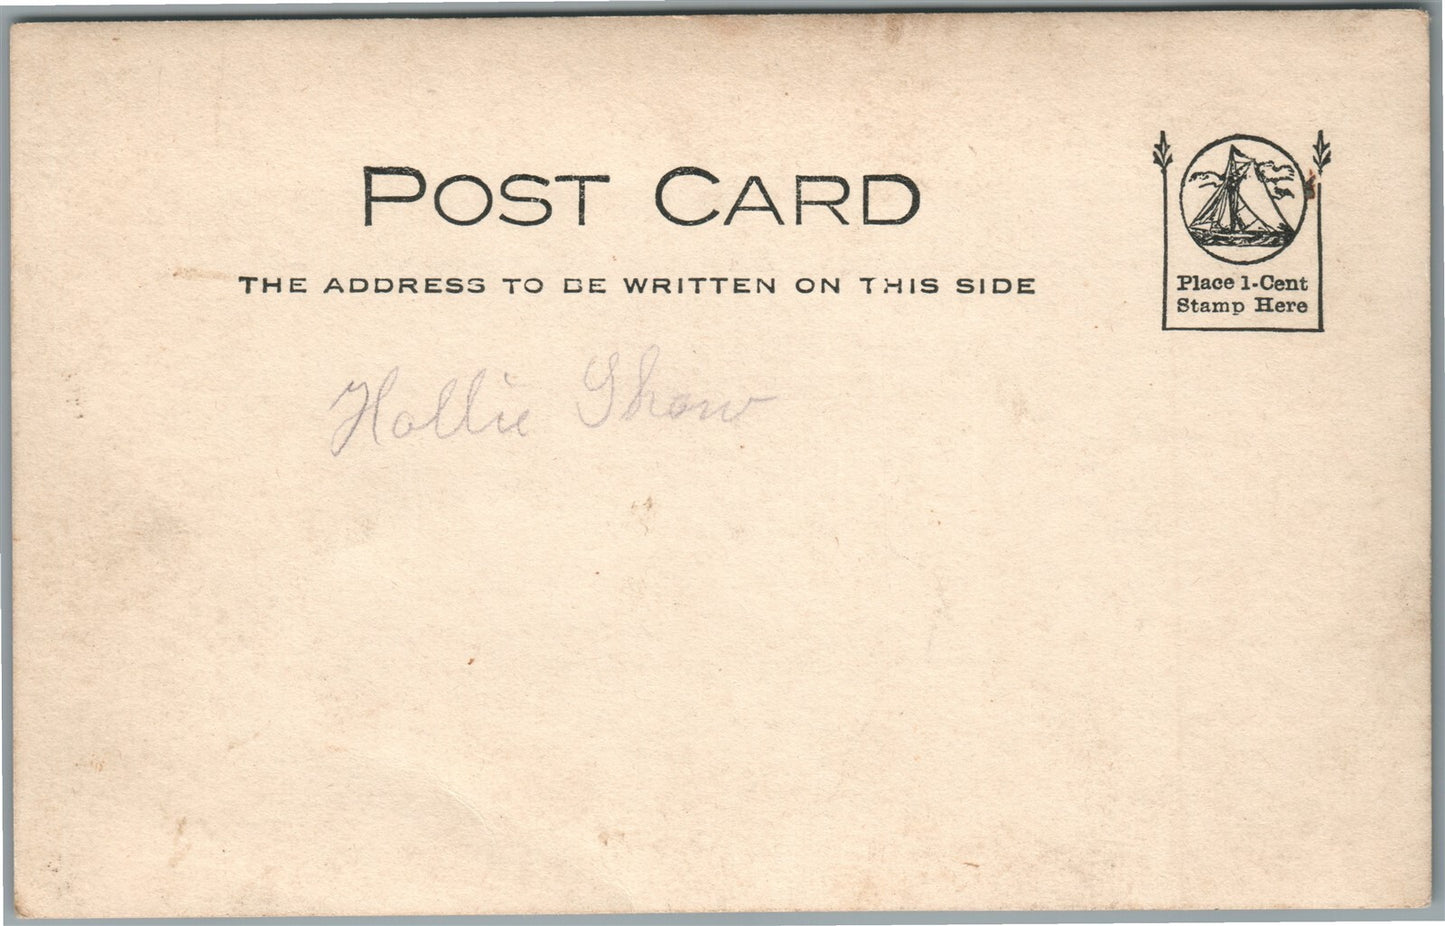 POST CARD
THE ADDRESS TO BE WRITTEN ON THIS SIDE
Place 1-Cent
Stamp Here
Hollie Shaw